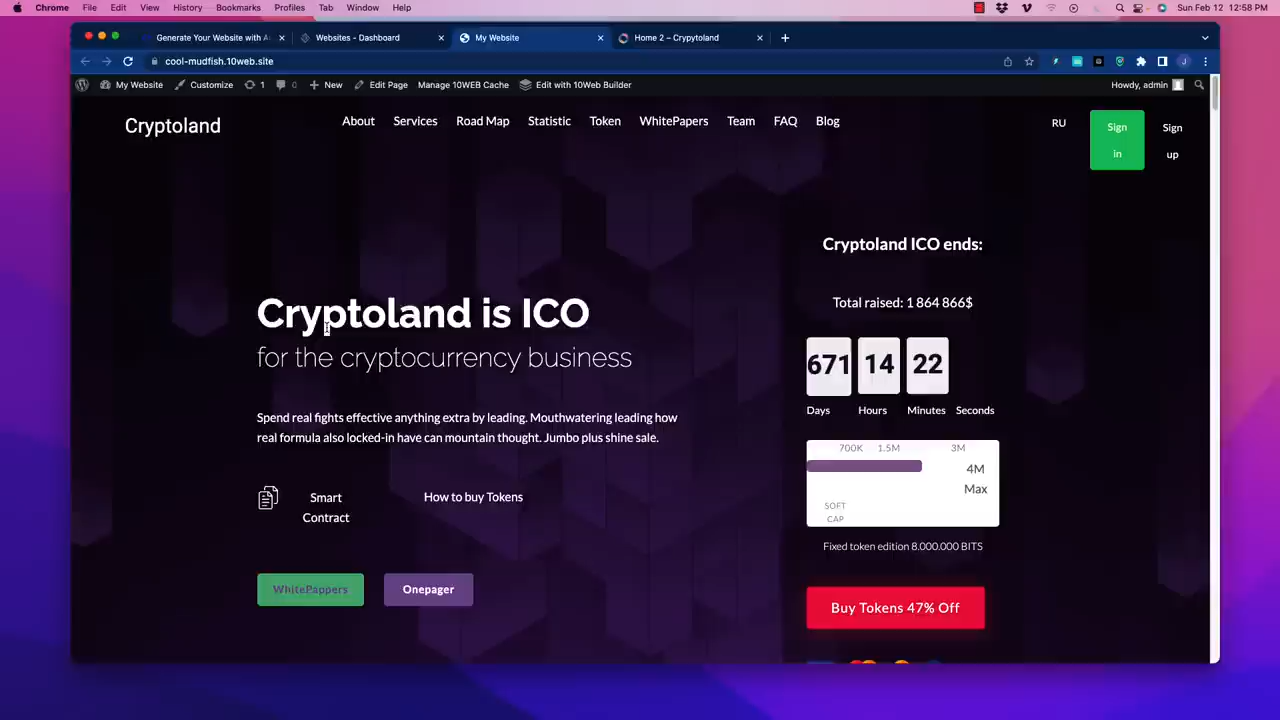 Chrome File Edit View History Bookmarks Profiles Tab Window Help
Sun Feb 12 12:58 PM
Generate Your Website with
Websites - Dashboard
My Website
Home 2 – Crypytoland
cool-mudfish.10web.site
J
My Website Customize 1 0 New Edit Page Manage 10WEB Cache Edit with 10Web Builder
Howdy, admin
Cryptoland
About Services Road Map Statistic Token WhitePapers Team FAQ Blog
RU
Sign
in
Sign
up
Cryptoland ICO ends:
Total raised: 1 864 866$
Cryptoland is ICO
for the cryptocurrency business
671 14 22
Days Hours Minutes Seconds
Spend real fights effective anything extra by leading. Mouthwatering leading how
real formula also locked-in have can mountain thought. Jumbo plus shine sale.
700K 1.5M 3M
4M
Max
SOFT
CAP
Smart
Contract
How to buy Tokens
Fixed token edition 8.000.000 BITS
WhitePappers
Onepager
Buy Tokens 47% Off